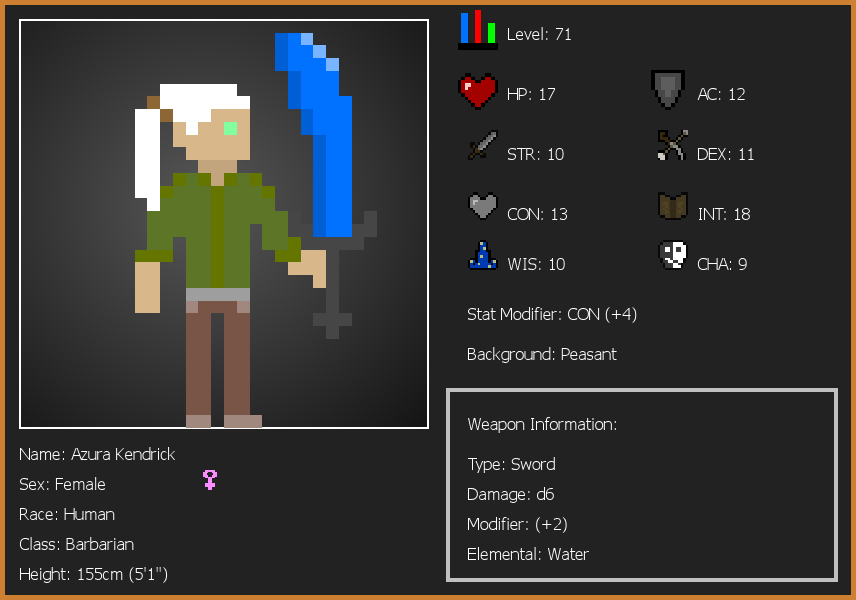 Level: 71
HP: 17
AC: 12
STR: 10
DEX: 11
CON: 13
INT: 18
WIS: 10
CHA: 9
Stat Modifier: CON (+4)
Background: Peasant
Weapon Information:
Type: Sword
Damage: d6
Modifier: (+2)
Elemental: Water
Name: Azura Kendrick
Sex: Female
Race: Human
Class: Barbarian
Height: 155cm (5'1")